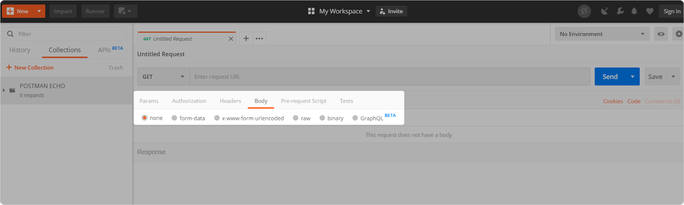 New Import Runner My Workspace Invite Sign In
Filter
GET Untitled Request No Environment
History Collections APIs BETA
Untitled Request
New Collection Trash
GET Enter request URL Send Save
POSTMAN ECHO
0 requests
Params Authorization Headers Body Pre-request Script Tests Cookies Code Comments (0)
none form-data x-www-form-urlencoded raw binary GraphQL BETA
This request does not have a body
Response